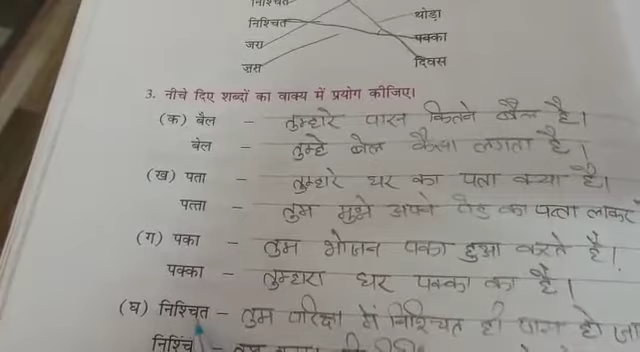 निश्चित
निश्चित थोड़ा
जरा पक्का
जस दिवस
3. नीचे दिए शब्दों का वाक्य में प्रयोग कीजिए।
(क) बैल – तुम्हारे पास कितने बैल है।
बेल – तुम्हे बेल कैसा लगता है।
(ख) पता – तुम्हारे घर का पता क्या है।
पत्ता – तुम मुझे अपने पेड़ का पत्ता लाकर
(ग) पका – तुम भोजन पका हुआ करते है।
पक्का – तुम्हारा घर पक्का का है।
(घ) निश्चित – तुम परिक्षा में निश्चित ही पास हो जा
निश्चिं – तुम